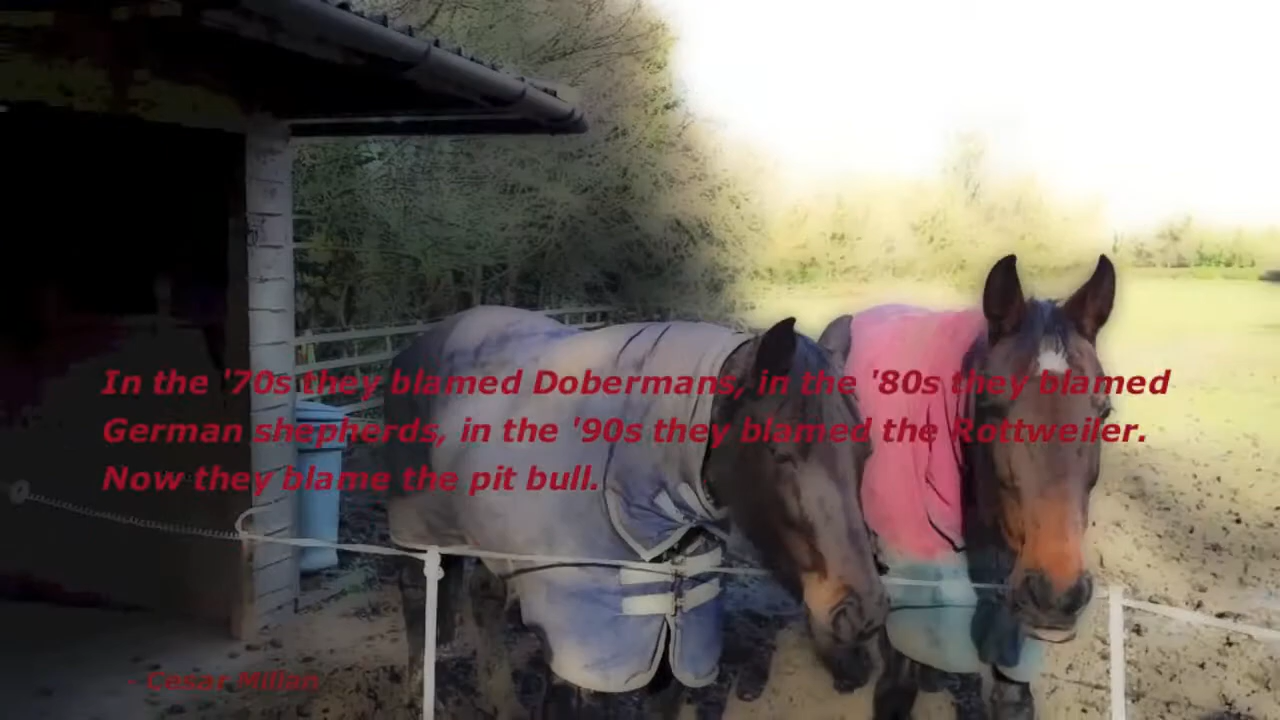 In the '70s they blamed Dobermans, in the '80s they blamed
German shepherds, in the '90s they blamed the Rottweiler.
Now they blame the pit bull.
- Cesar Millan